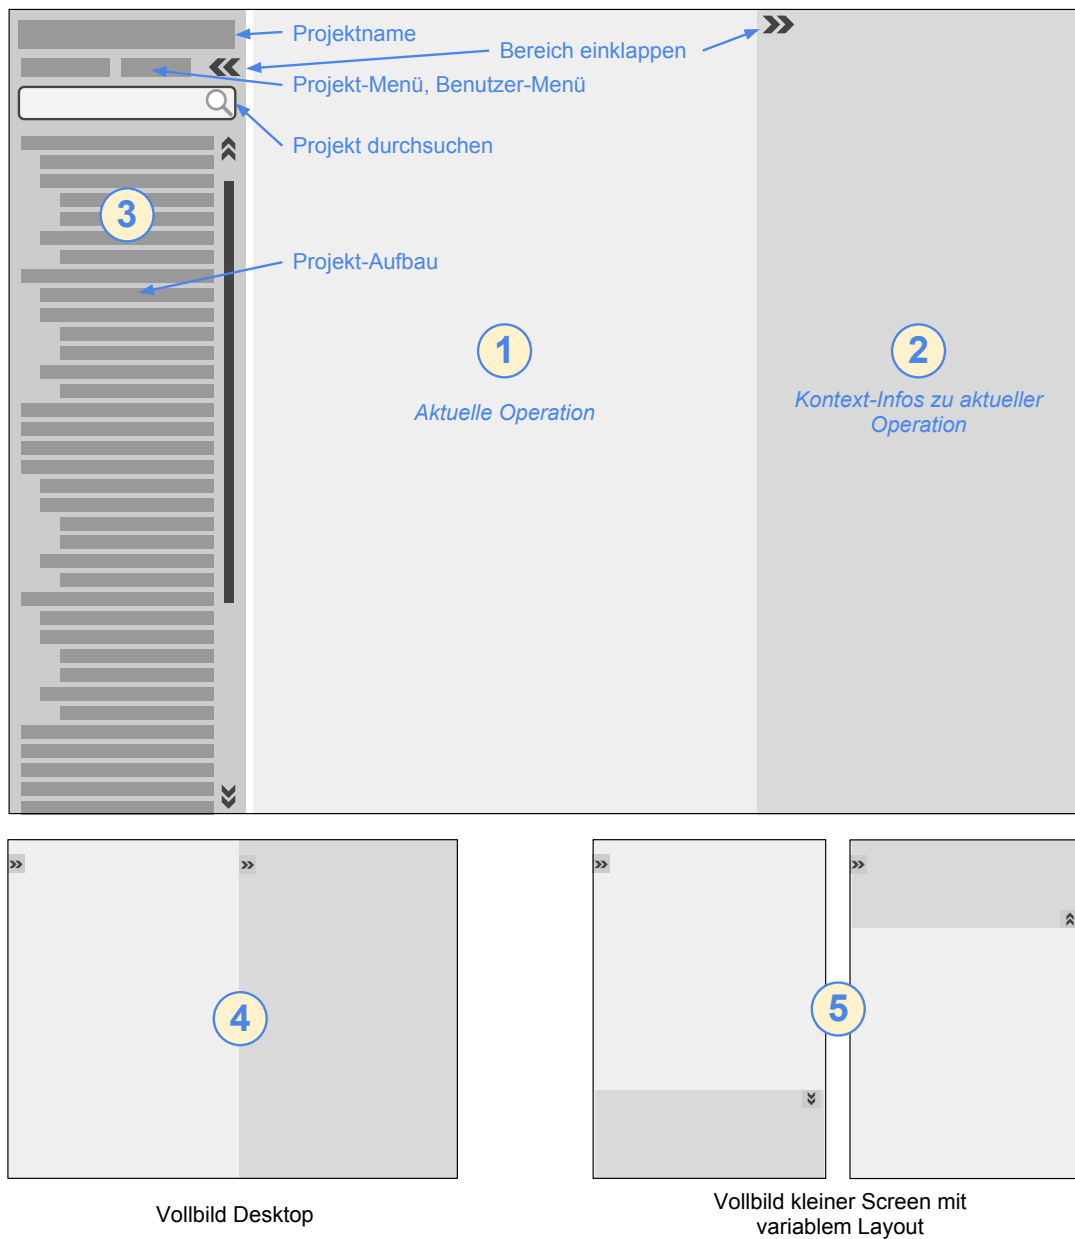 Projektname
Bereich einklappen
Projekt-Menü, Benutzer-Menü
Projekt durchsuchen
3
Projekt-Aufbau
1
Aktuelle Operation
2
Kontext-Infos zu aktueller
Operation
4
Vollbild Desktop
5
Vollbild kleiner Screen mit
variablem Layout